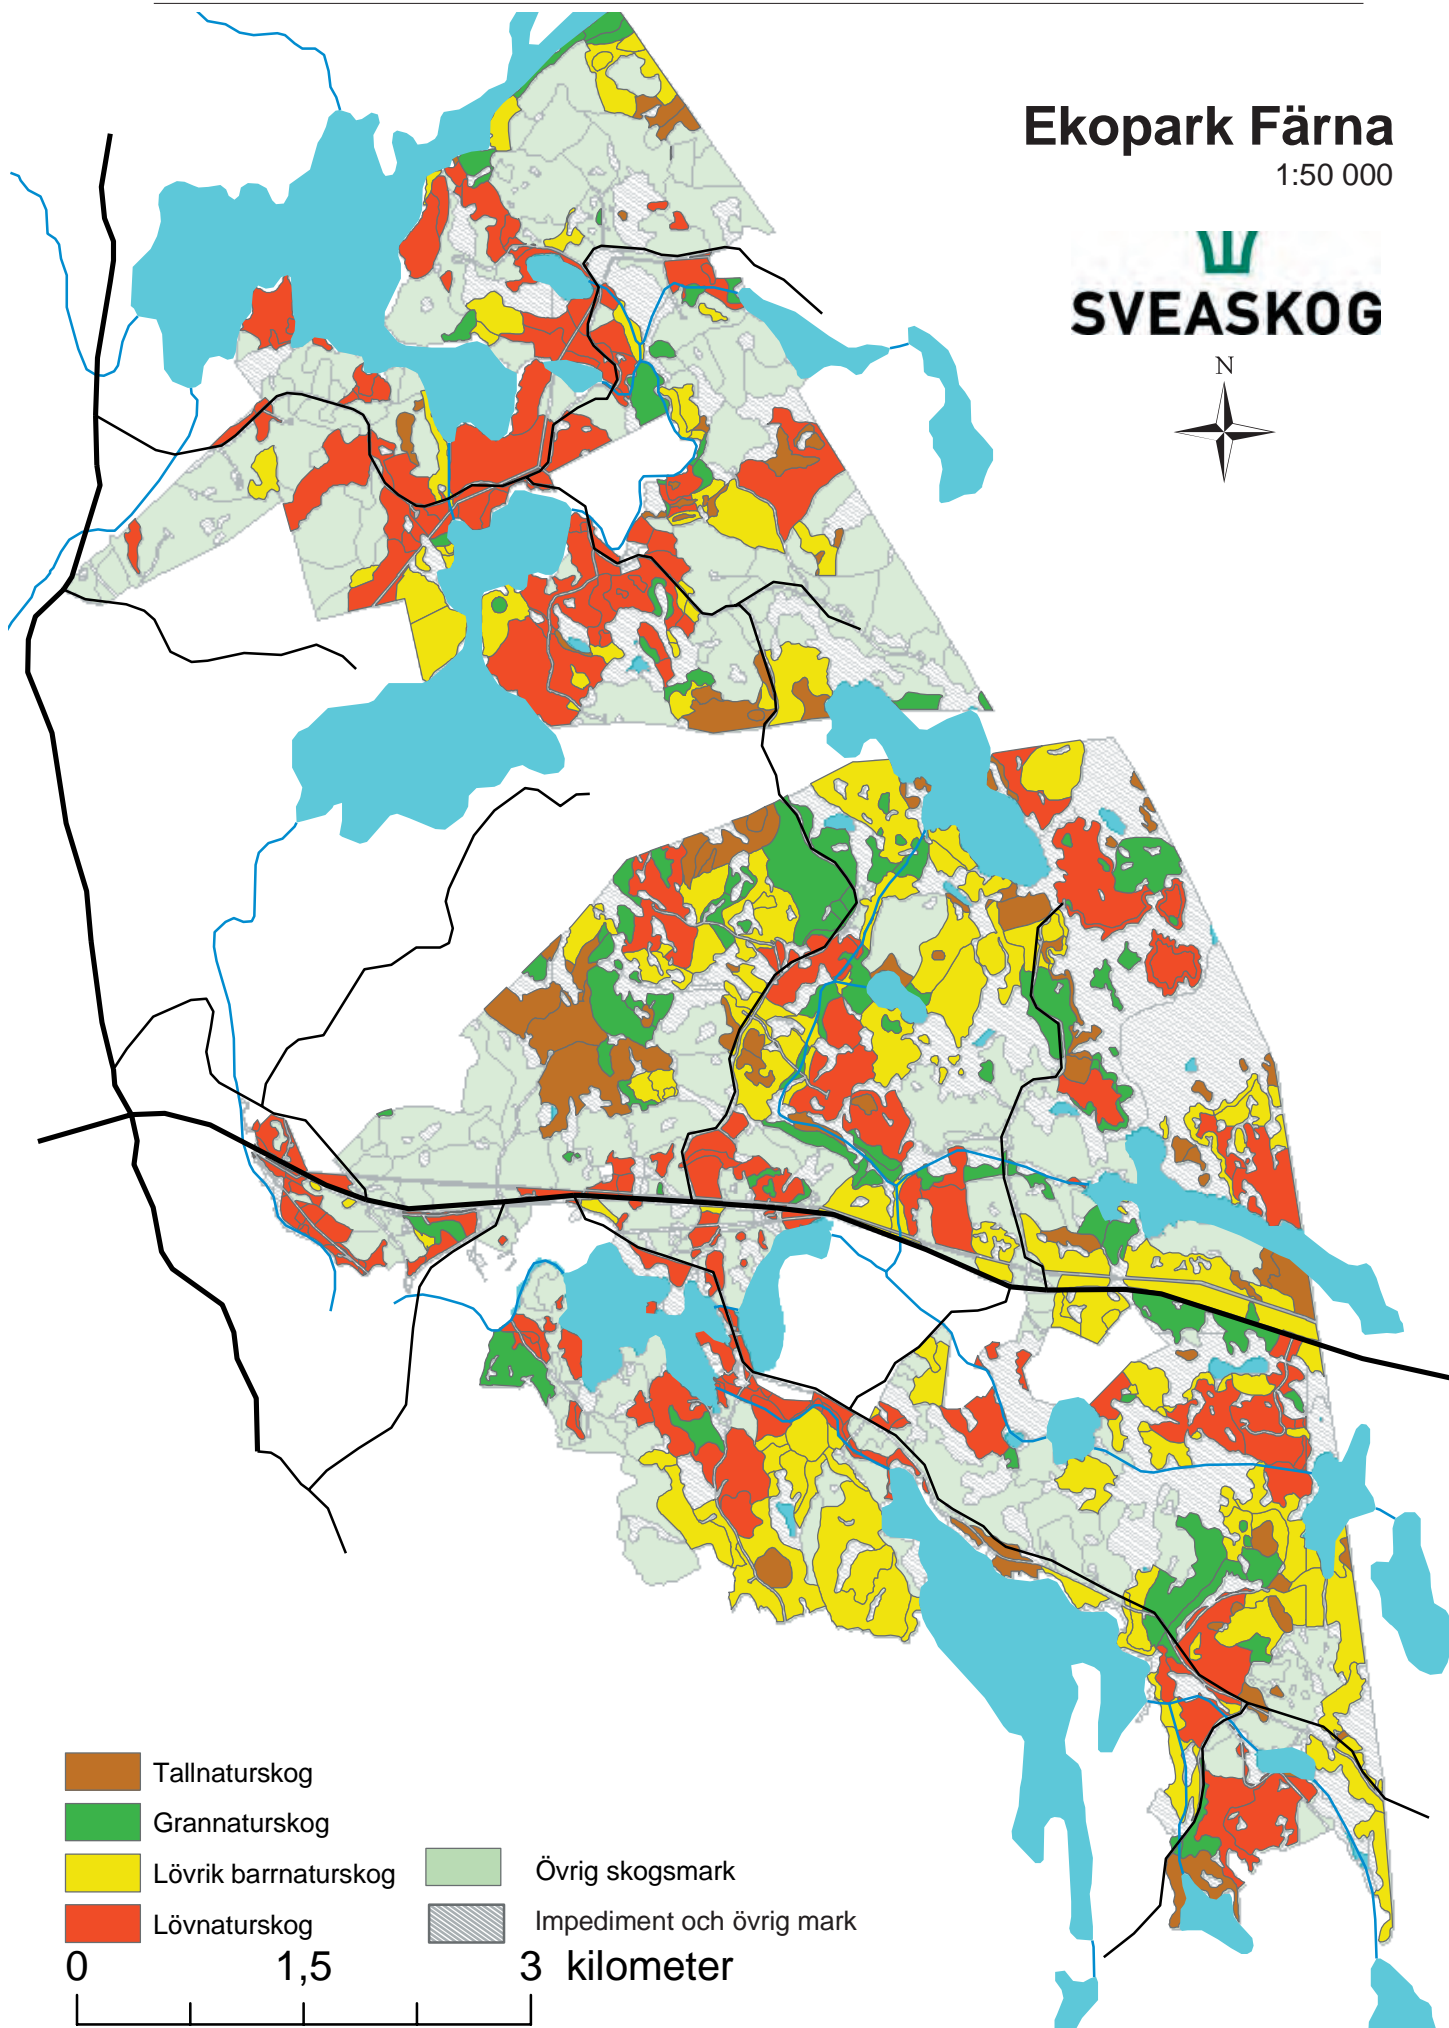 Ekopark Färna
1:50 000
SVEASKOG
N
Tallnaturskog
Grannaturskog
Lövrik barrnaturskog
Lövnaturskog
Övrig skogsmark
Impediment och övrig mark
0 1,5 3 kilometer